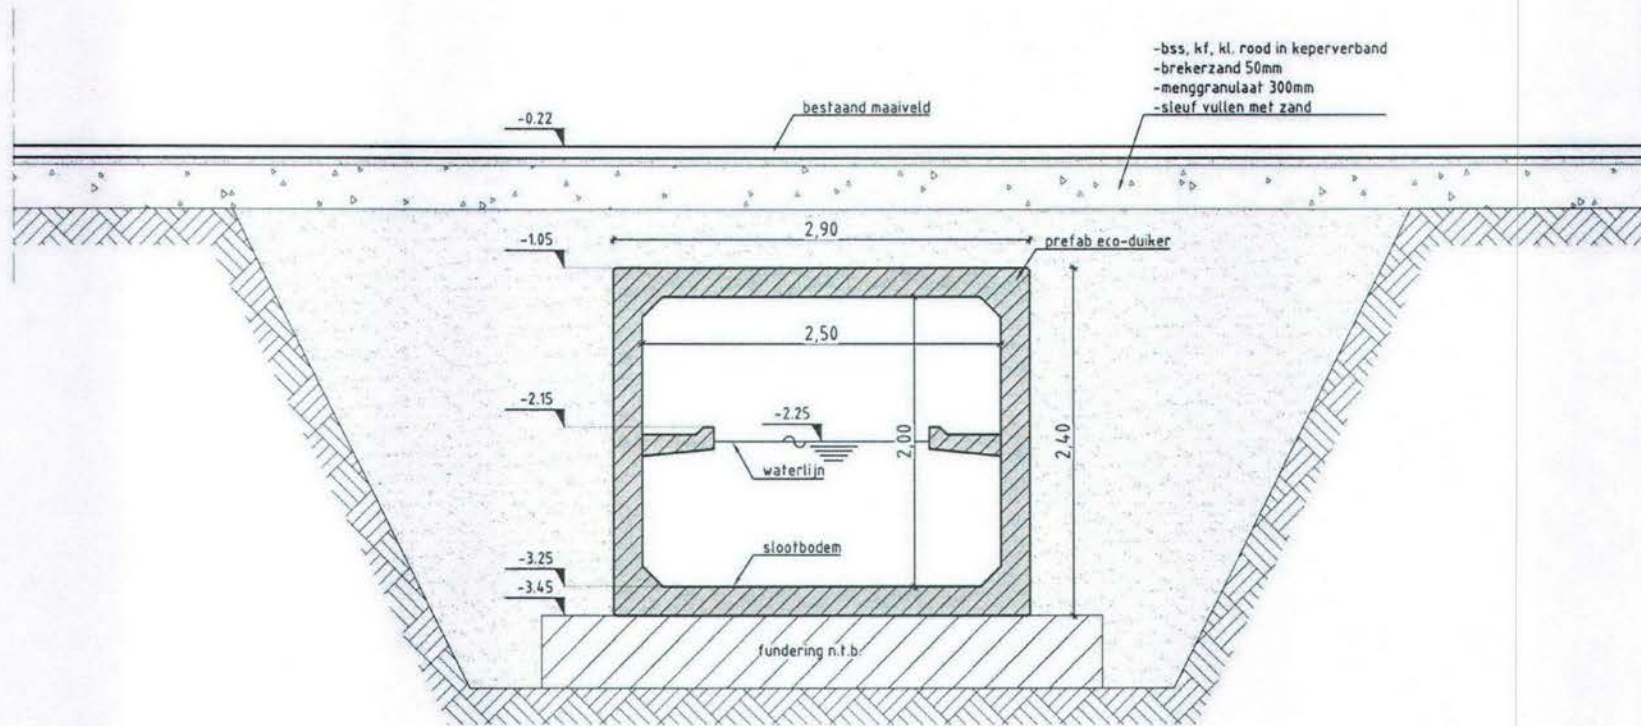 -bss, kf, kl. rood in keperverband
-brekerzand 50mm
-menggranulaat 300mm
-sleuf vullen met zand
bestaand maaiveld
-0.22
2,90
prefab eco-duiker
-1.05
2,50
-2.15
-2.25
2,00
2,40
waterlijn
slootbodem
-3.25
-3.45
fundering n.t.b.